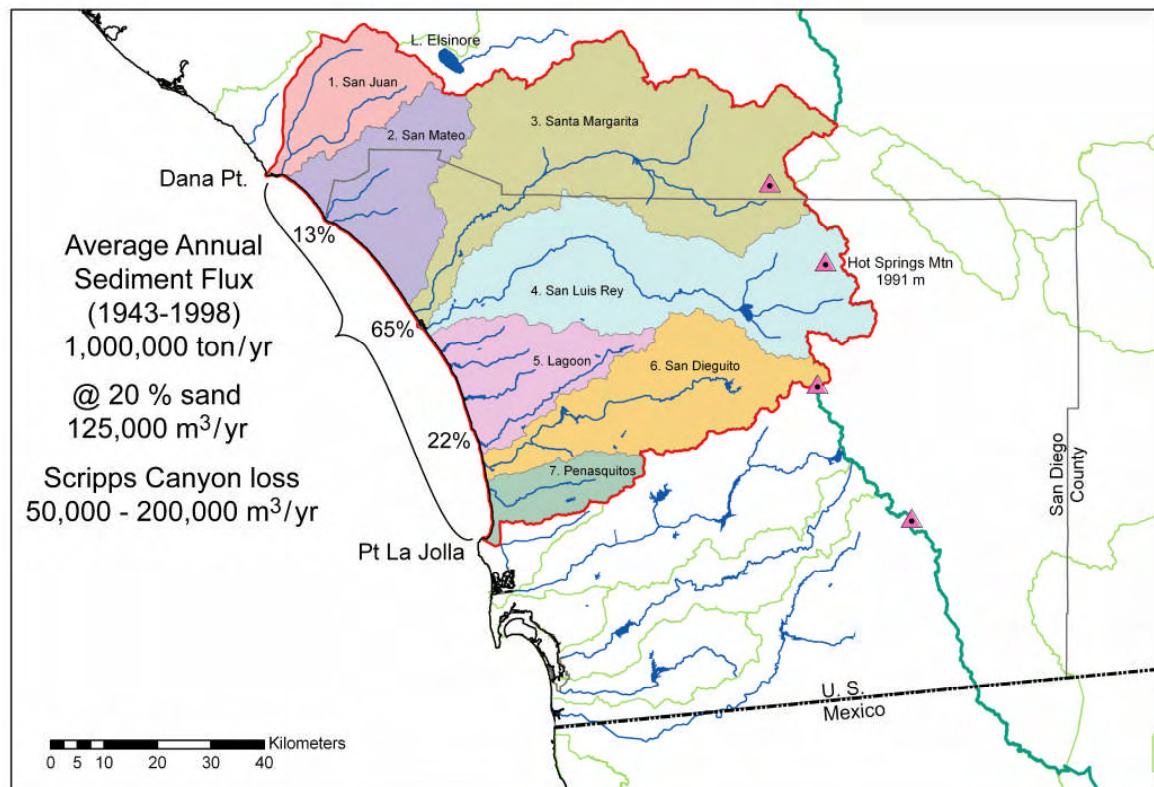 L. Elsinore
1. San Juan
2. San Mateo
3. Santa Margarita
Dana Pt.
13%
Average Annual
Sediment Flux
(1943-1998)
1,000,000 ton/yr
@ 20 % sand
125,000 m³/yr
Scripps Canyon loss
50,000 - 200,000 m³/yr
Hot Springs Mtn
1991 m
4. San Luis Rey
65%
5. Lagoon
6. San Dieguito
22%
7. Penasquitos
Pt La Jolla
San Diego
County
U. S.
Mexico
Kilometers
0 5 10 20 30 40